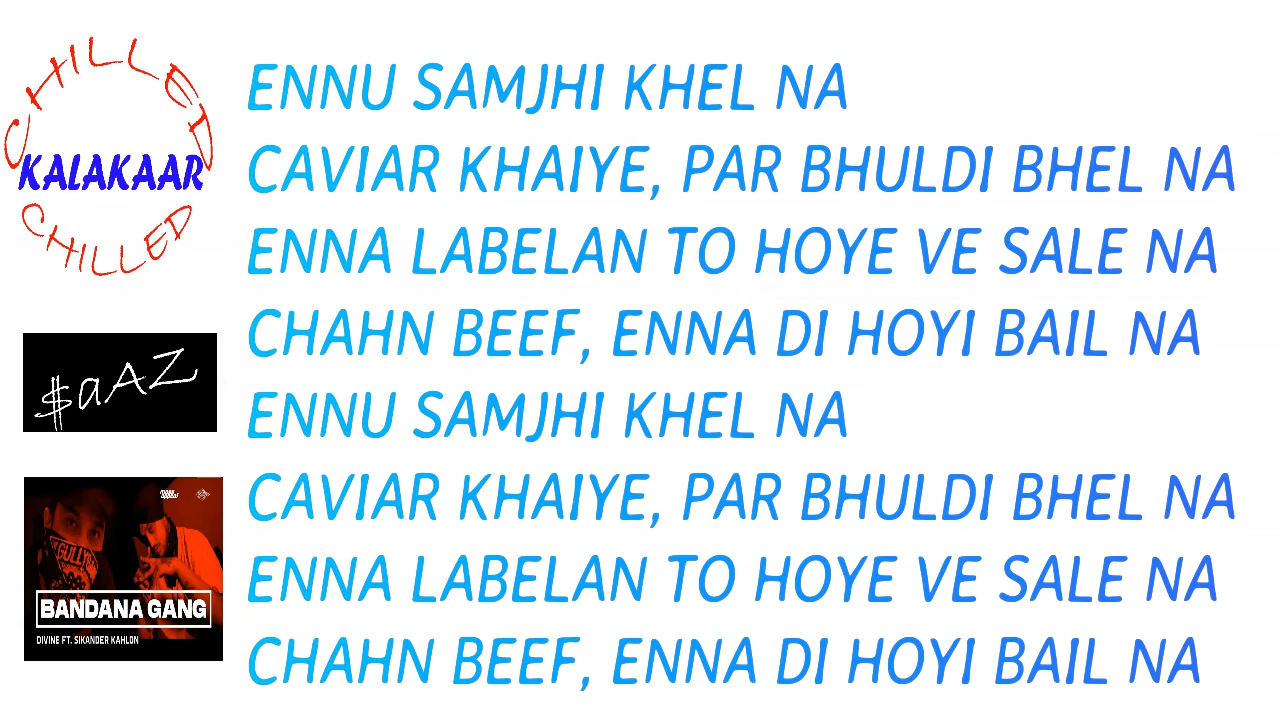 CHILLED
KALAKAAR
CHILLED
$aAZ
GULLY
BANDANA GANG
DIVINE FT. SIKANDER KAHLON
ENNU SAMJHI KHEL NA
CAVIAR KHAIYE, PAR BHULDI BHEL NA
ENNA LABELAN TO HOYE VE SALE NA
CHAHN BEEF, ENNA DI HOYI BAIL NA
ENNU SAMJHI KHEL NA
CAVIAR KHAIYE, PAR BHULDI BHEL NA
ENNA LABELAN TO HOYE VE SALE NA
CHAHN BEEF, ENNA DI HOYI BAIL NA